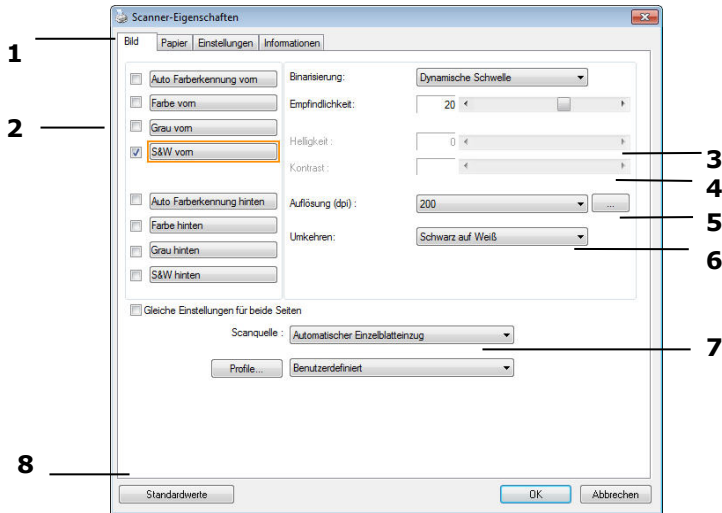 Scanner-Eigenschaften
Bild Papier Einstellungen Informationen
1
Auto Farberkennung vorn Binarisierung: Dynamische Schwelle
Farbe vorn Empfindlichkeit: 20
2
Grau vorn
S&W vorn Helligkeit : 0
3
Kontrast :
4
Auto Farberkennung hinten Auflösung (dpi) : 200 ...
5
Farbe hinten
Umkehren: Schwarz auf Weiß
6
Grau hinten
S&W hinten
Gleiche Einstellungen für beide Seiten
Scanquelle : Automatischer Einzelblatteinzug
7
Profile... Benutzerdefiniert
8
Standardwerte OK Abbrechen